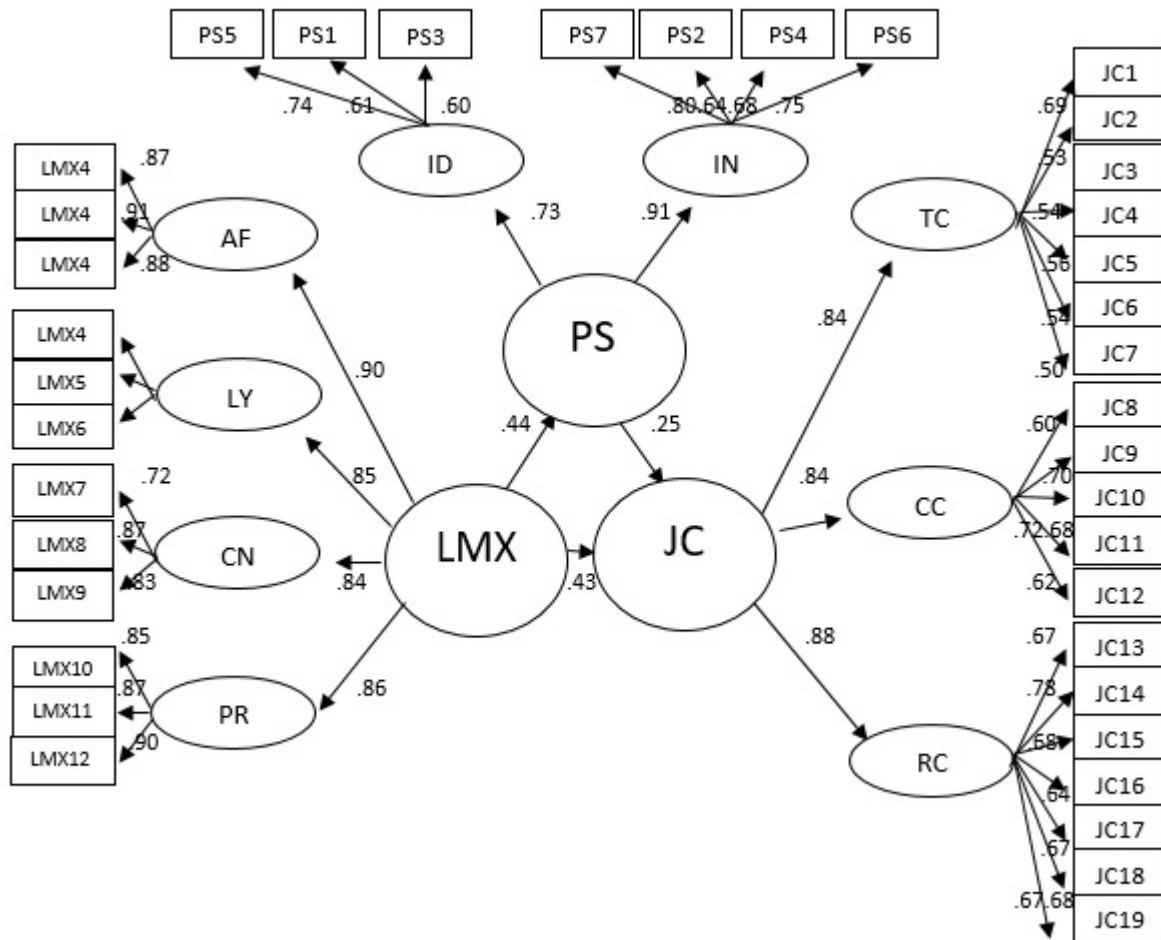 PS5 PS1 PS3 PS7 PS2 PS4 PS6
.74 .61 .60 .80 .64 .68 .75
ID IN
.73 .91
LMX4 .87
LMX4 .91
LMX4 .88
AF
.90
LMX4
LMX5
LMX6
LY
.85
LMX7 .72
LMX8 .87
LMX9 .83
CN
.84
LMX10 .85
LMX11 .87
LMX12 .90
PR
.86
PS
.44 .25
LMX
.43
JC
.84
TC
.69 JC1
JC2
.53 JC3
.54 JC4
.56 JC5
.54 JC6
.50 JC7
.84
CC
.60 JC8
.70 JC9
JC10
.72 .68 JC11
.62 JC12
.88
RC
.67 JC13
.78 JC14
.68 JC15
.64 JC16
JC17
.67 JC18
.67 .68 JC19